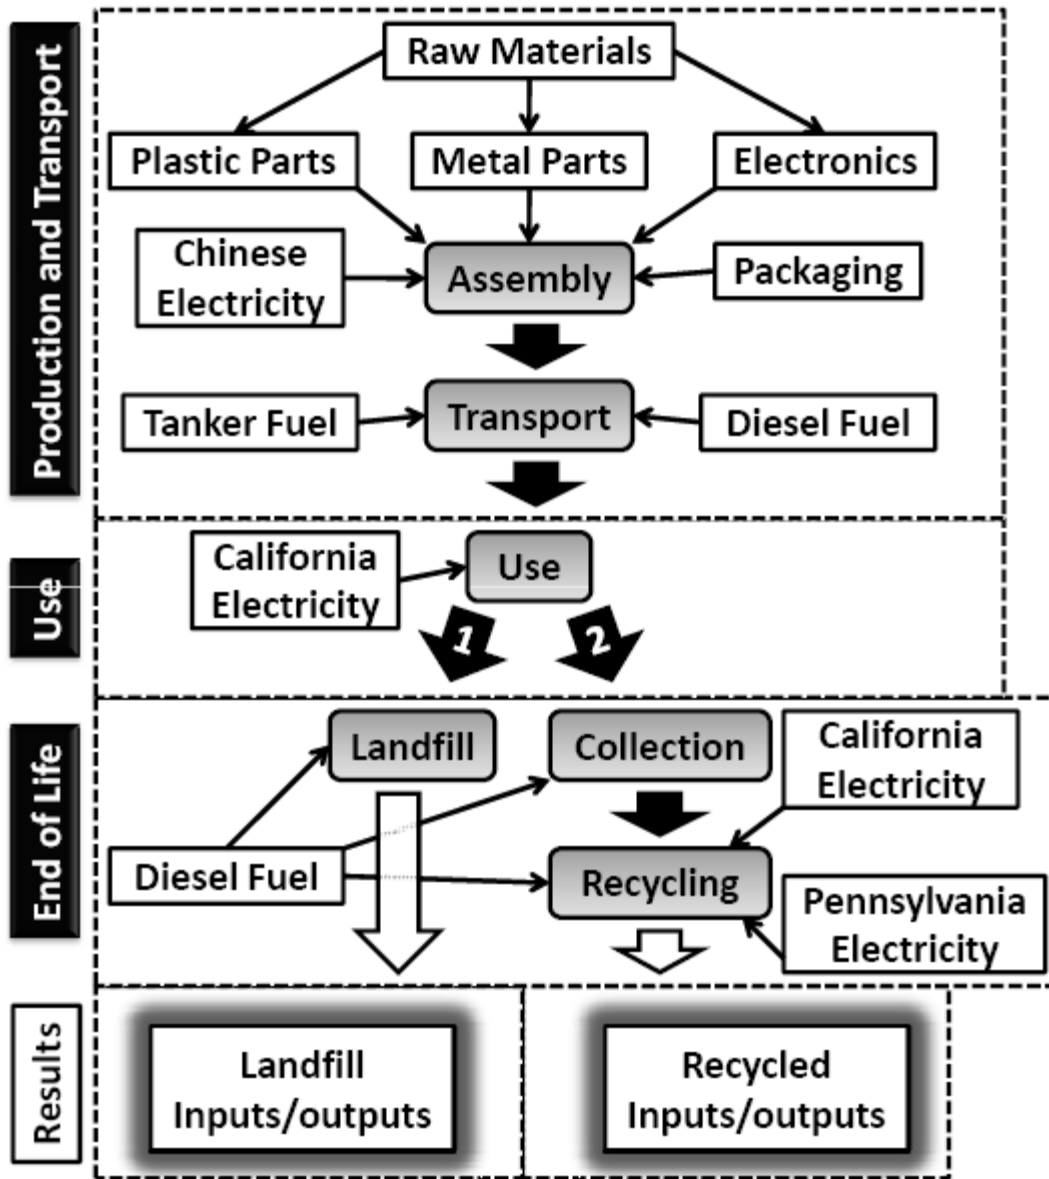 Production and Transport
Raw Materials
Plastic Parts
Metal Parts
Electronics
Chinese
Electricity
Assembly
Packaging
Tanker Fuel
Transport
Diesel Fuel
Use
California
Electricity
Use
1
2
End of Life
Landfill
Collection
California
Electricity
Diesel Fuel
Recycling
Pennsylvania
Electricity
Results
Landfill
Inputs/outputs
Recycled
Inputs/outputs